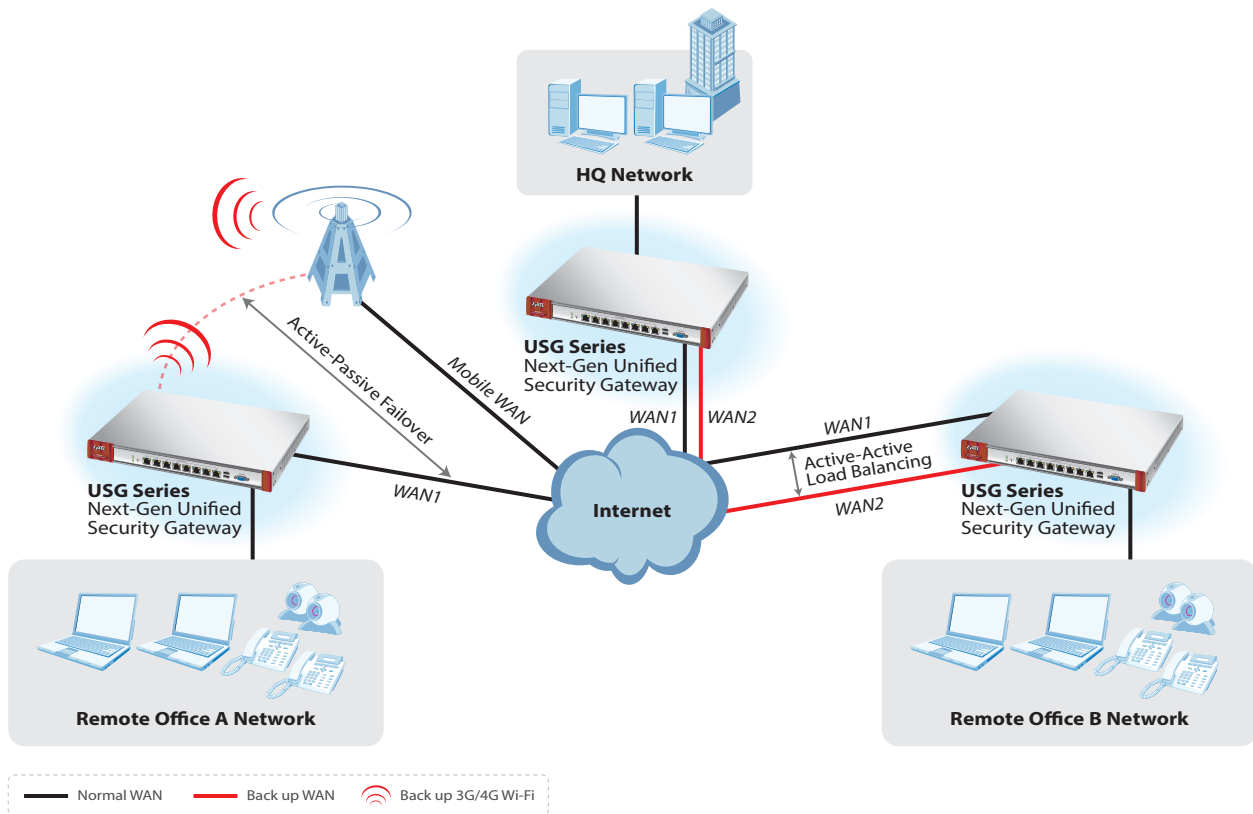 HQ Network
USG Series
Next-Gen Unified
Security Gateway
WAN1
WAN2
Active-Passive Failover
Mobile WAN
WAN1
USG Series
Next-Gen Unified
Security Gateway
Internet
WAN1
Active-Active
Load Balancing
WAN2
USG Series
Next-Gen Unified
Security Gateway
Remote Office A Network
Remote Office B Network
Normal WAN
Back up WAN
Back up 3G/4G Wi-Fi